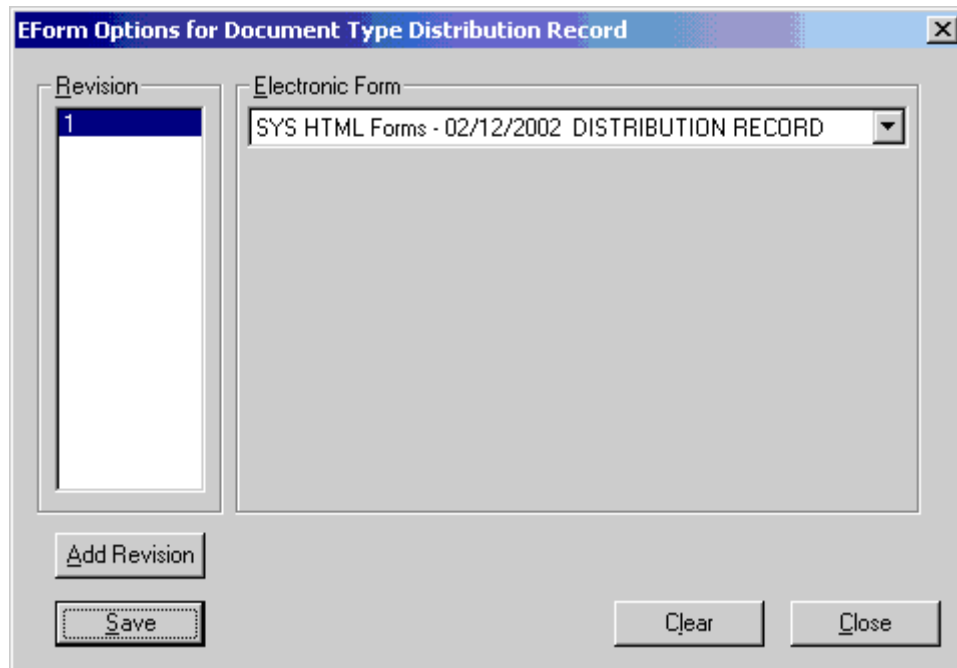 EForm Options for Document Type Distribution Record
Revision
Electronic Form
1
SYS HTML Forms - 02/12/2002 DISTRIBUTION RECORD
Add Revision
Save
Clear
Close